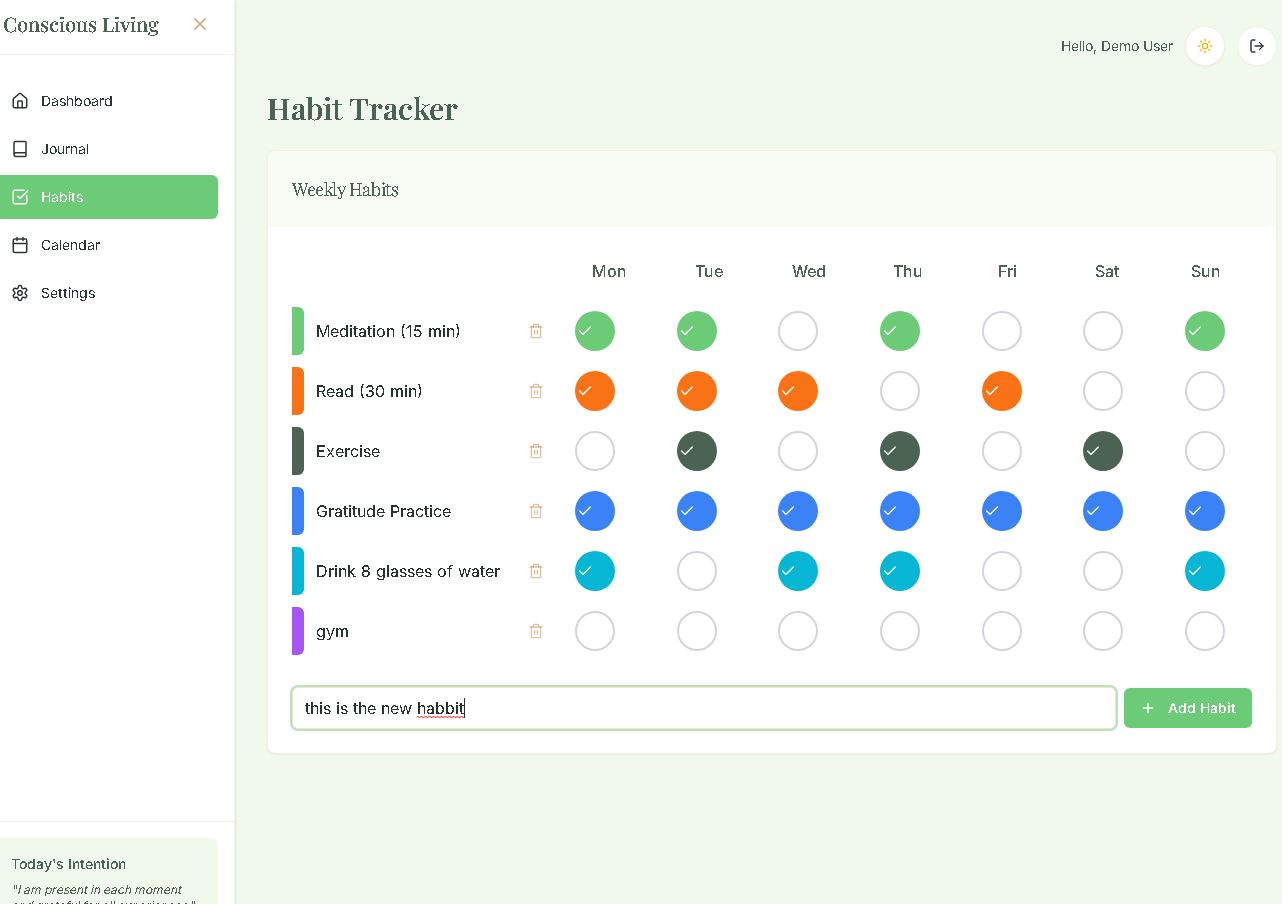 Conscious Living
Hello, Demo User
Dashboard
Journal
Habits
Calendar
Settings
Habit Tracker
Weekly Habits
Mon Tue Wed Thu Fri Sat Sun
Meditation (15 min)
Read (30 min)
Exercise
Gratitude Practice
Drink 8 glasses of water
gym
this is the new habbit
Add Habit
Today's Intention
"I am present in each moment